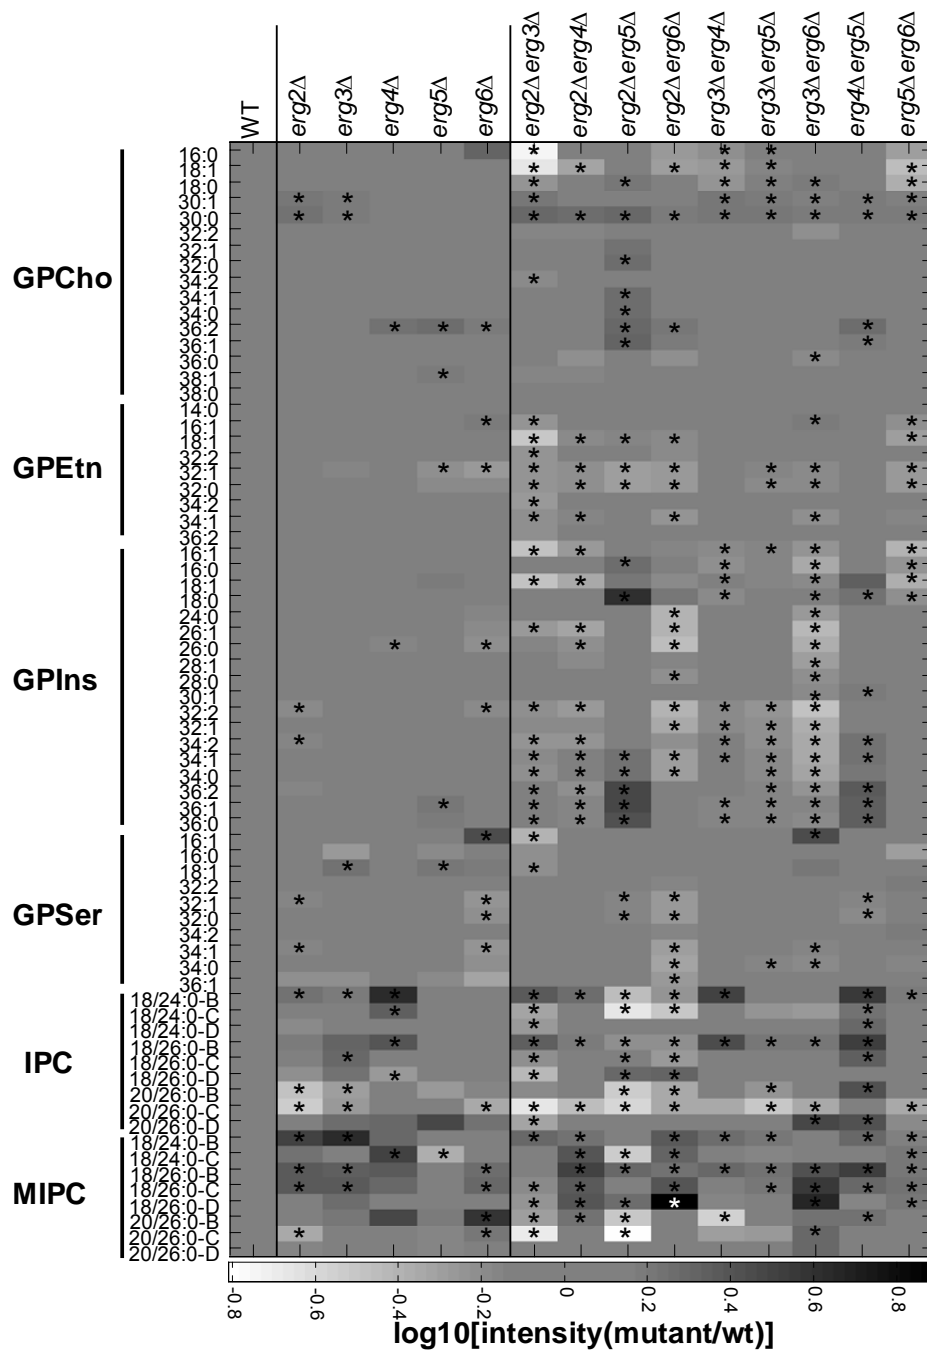 WT
erg2Δ
erg3Δ
erg4Δ
erg5Δ
erg6Δ
erg2Δerg3Δ
erg2Δerg4Δ
erg2Δerg5Δ
erg2Δerg6Δ
erg3Δerg4Δ
erg3Δerg5Δ
erg3Δerg6Δ
erg4Δerg5Δ
erg5Δerg6Δ
GPCho
16:0
18:1
18:0
30:1
30:0
32:2
32:1
32:0
34:2
34:1
34:0
36:2
36:1
36:0
38:1
38:0
GPEtn
14:0
16:1
18:1
32:2
32:1
32:0
34:2
34:1
36:2
GPIns
16:1
16:0
18:1
18:0
24:0
26:1
26:0
28:1
28:0
30:1
32:2
32:1
34:2
34:1
34:0
36:2
36:1
36:0
GPSer
16:1
16:0
18:1
32:2
32:1
32:0
34:2
34:1
34:0
36:1
IPC
18/24:0-B
18/24:0-C
18/24:0-D
18/26:0-B
18/26:0-C
18/26:0-D
20/26:0-B
20/26:0-C
20/26:0-D
MIPC
18/24:0-B
18/24:0-C
18/26:0-B
18/26:0-C
18/26:0-D
20/26:0-B
20/26:0-C
20/26:0-D
-0.8
-0.6
-0.4
-0.2
0
0.2
0.4
0.6
0.8
log10[intensity(mutant/wt)]